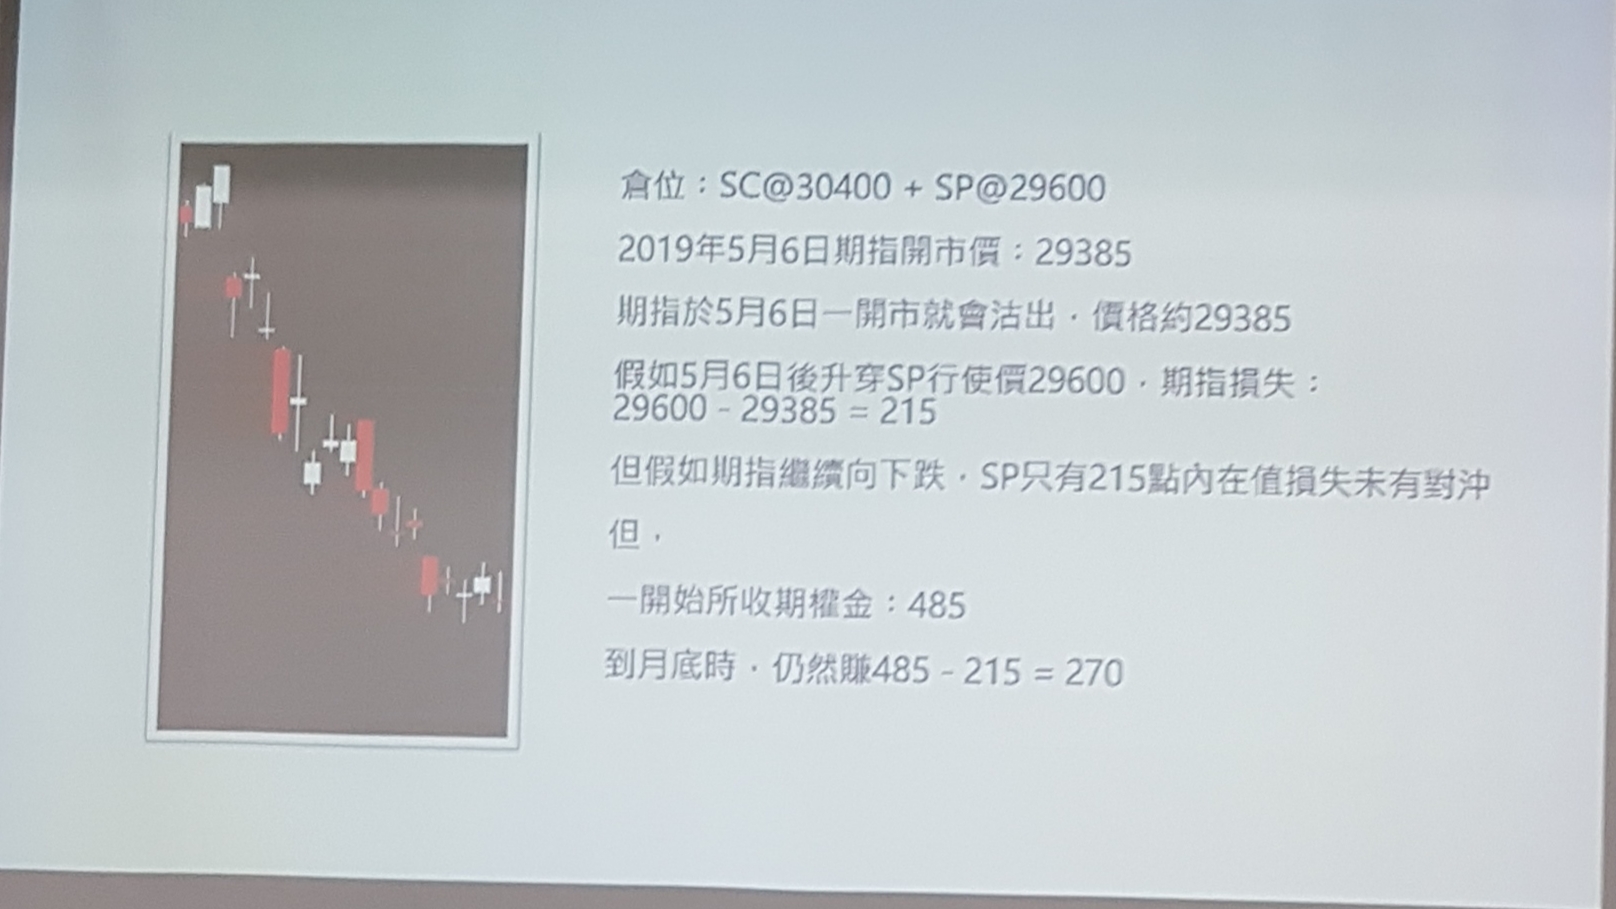 倉位：SC@30400 + SP@29600
2019年5月6日期指開市價：29385
期指於5月6日一開市就會沽出，價格約29385
假如5月6日後升穿SP行使價29600，期指損失：
29600 - 29385 = 215
但假如期指繼續向下跌，SP只有215點內在值損失未有對沖
但，
一開始所收期權金：485
到月底時，仍然賺485 - 215 = 270